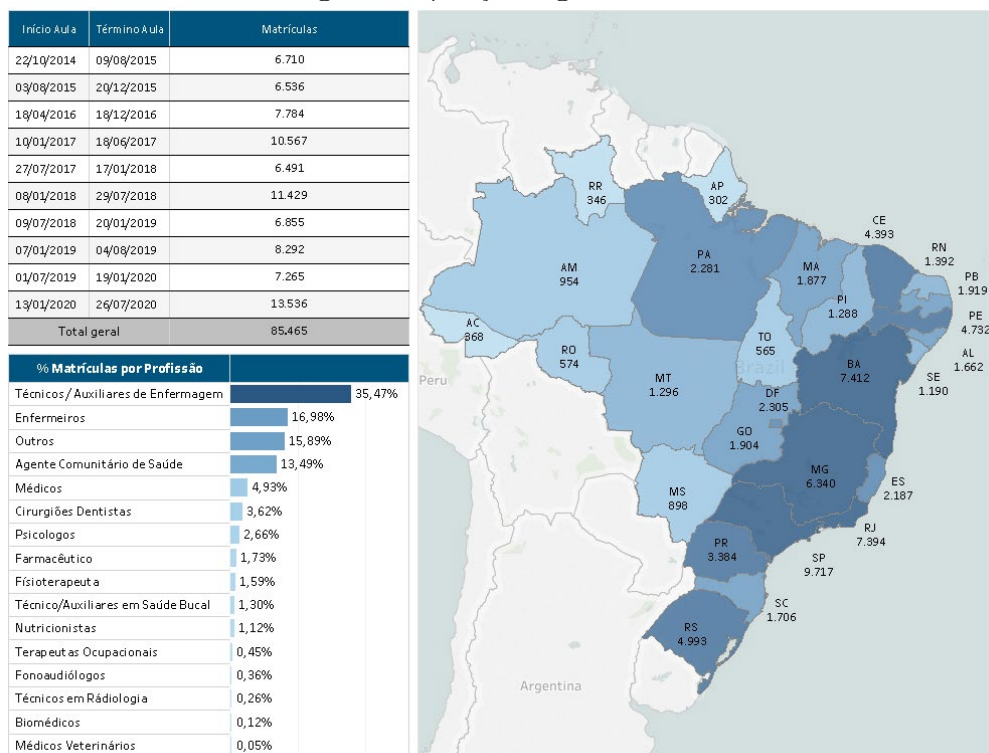 Início Aula Término Aula Matrículas
22/10/2014 09/08/2015 6.710
03/08/2015 20/12/2015 6.536
18/04/2016 18/12/2016 7.784
10/01/2017 18/06/2017 10.567
27/07/2017 17/01/2018 6.491
08/01/2018 29/07/2018 11.429
09/07/2018 20/01/2019 6.855
07/01/2019 04/08/2019 8.292
01/07/2019 19/01/2020 7.265
13/01/2020 26/07/2020 13.536
Total geral 85.465
% Matrículas por Profissão
Técnicos / Auxiliares de Enfermagem 35,47%
Enfermeiros 16,98%
Outros 15,89%
Agente Comunitário de Saúde 13,49%
Médicos 4,93%
Cirurgiões Dentistas 3,62%
Psicologos 2,66%
Farmacêutico 1,73%
Físioterapeuta 1,59%
Técnico/Auxiliares em Saúde Bucal 1,30%
Nutricionistas 1,12%
Terapeutas Ocupacionais 0,45%
Fonoaudiólogos 0,36%
Técnicos em Rádiologia 0,26%
Biomédicos 0,12%
Médicos Veterinários 0,05%
RR
346
AP
302
CE
4.393
RN
1.392
PB
1.919
PE
4.732
AL
1.662
SE
1.190
AM
954
PA
2.281
MA
1.877
PI
1.288
AC
368
RO
574
TO
565
Brazil
BA
7.412
Peru
MT
1.296
DF
2.305
GO
1.904
MG
6.340
ES
2.187
MS
898
RJ
7.394
PR
3.384
SP
9.717
SC
1.706
RS
4.993
Argentina